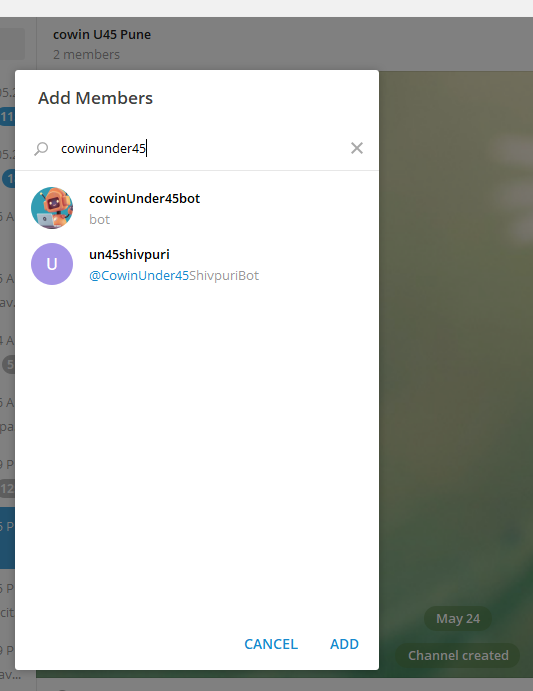 cowin U45 Pune
2 members
Add Members
cowinunder45
cowinUnder45bot
bot
U
un45shivpuri
@CowinUnder45ShivpuriBot
CANCEL
ADD
May 24
Channel created